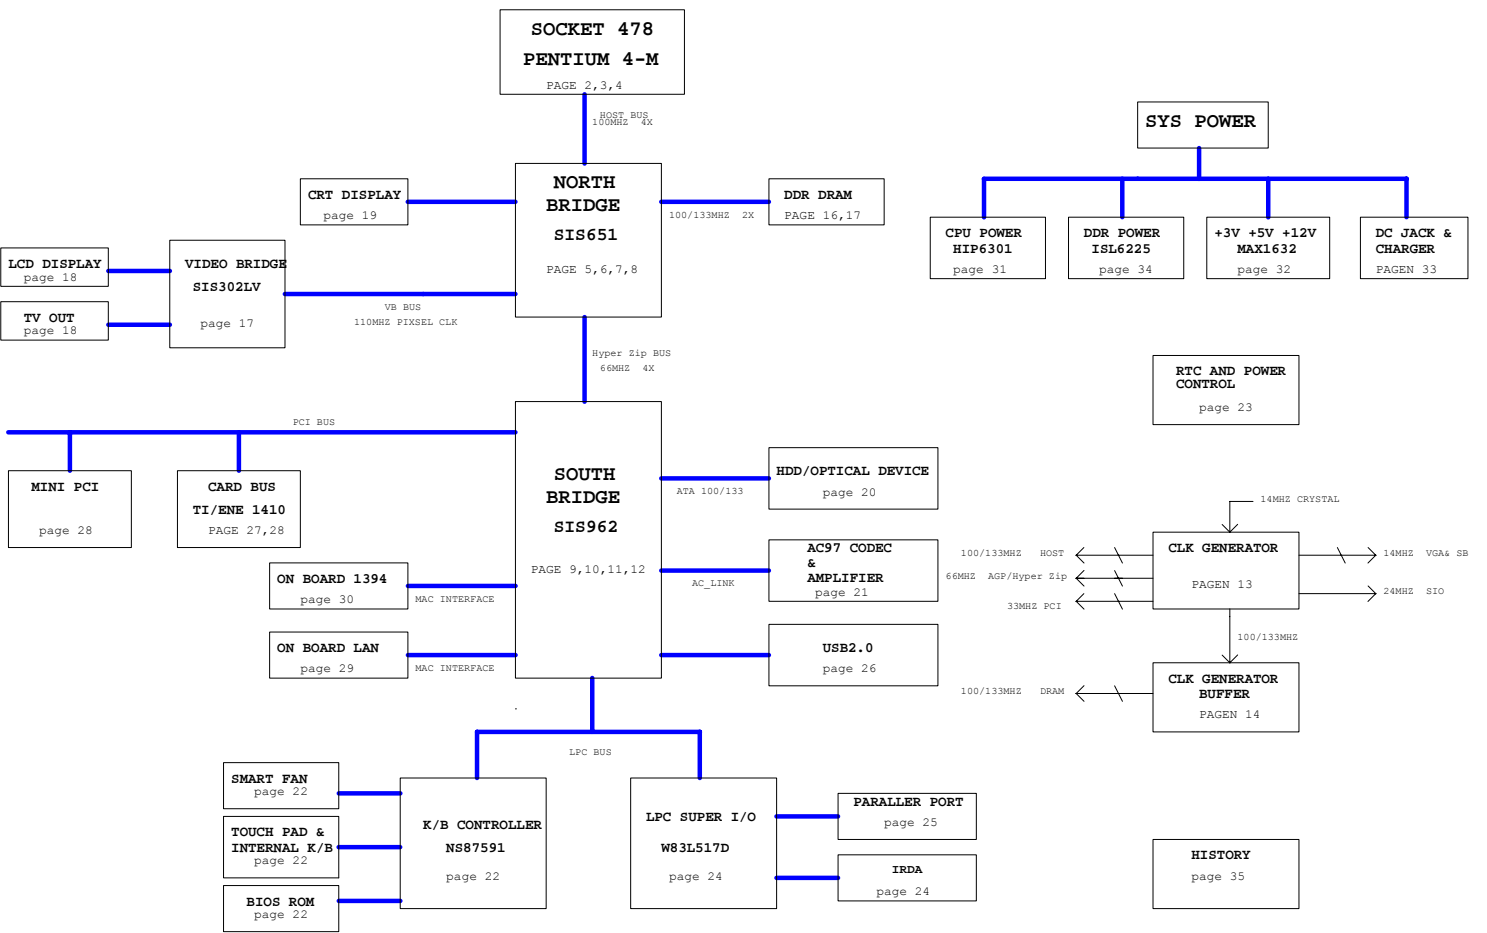 SOCKET 478
PENTIUM 4-M
PAGE 2,3,4
HOST BUS
100MHZ 4X
SYS POWER
CRT DISPLAY
page 19
NORTH
BRIDGE
SIS651
PAGE 5,6,7,8
100/133MHZ 2X
DDR DRAM
PAGE 16,17
CPU POWER
HIP6301
page 31
DDR POWER
ISL6225
page 34
+3V +5V +12V
MAX1632
page 32
DC JACK &
CHARGER
PAGEN 33
LCD DISPLAY
page 18
TV OUT
page 18
VIDEO BRIDGE
SIS302LV
page 17
VB BUS
110MHZ PIXSEL CLK
Hyper Zip BUS
66MHZ 4X
RTC AND POWER
CONTROL
page 23
PCI BUS
MINI PCI
page 28
CARD BUS
TI/ENE 1410
PAGE 27,28
SOUTH
BRIDGE
SIS962
PAGE 9,10,11,12
ATA 100/133
HDD/OPTICAL DEVICE
page 20
AC_LINK
AC97 CODEC
&
AMPLIFIER
page 21
USB2.0
page 26
ON BOARD 1394
page 30
MAC INTERFACE
ON BOARD LAN
page 29
MAC INTERFACE
14MHZ CRYSTAL
CLK GENERATOR
PAGEN 13
100/133MHZ HOST
66MHZ AGP/Hyper Zip
33MHZ PCI
14MHZ VGA& SB
24MHZ SIO
100/133MHZ
CLK GENERATOR
BUFFER
PAGEN 14
100/133MHZ DRAM
LPC BUS
SMART FAN
page 22
TOUCH PAD &
INTERNAL K/B
page 22
BIOS ROM
page 22
K/B CONTROLLER
NS87591
page 22
LPC SUPER I/O
W83L517D
page 24
PARALLER PORT
page 25
IRDA
page 24
HISTORY
page 35